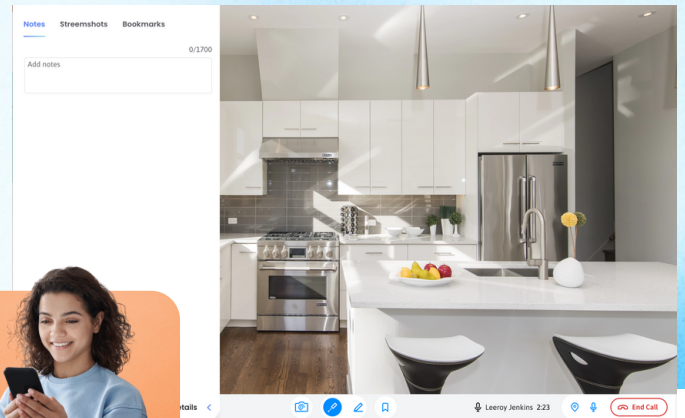 Notes Streemshots Bookmarks
0/1700
Add notes
etails
Leeroy Jenkins 2:23
End Call